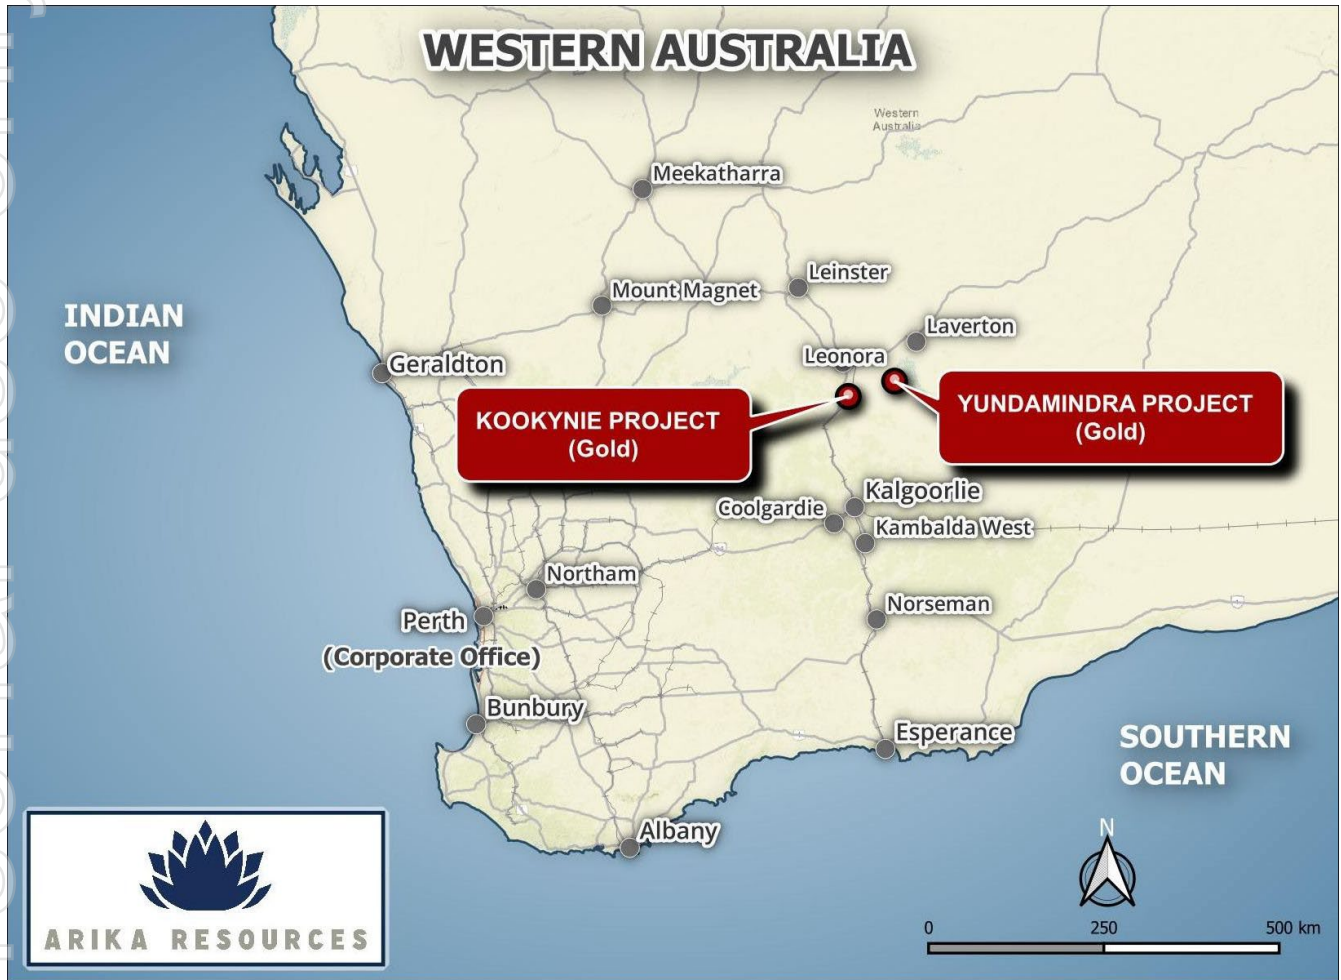 WESTERN AUSTRALIA
Western
Australia
Meekatharra
Leinster
Mount Magnet
INDIAN
OCEAN
Laverton
Leonora
Geraldton
KOOKYNIE PROJECT
(Gold)
YUNDAMINDRA PROJECT
(Gold)
Kalgoorlie
Coolgardie
Kambalda West
Northam
Norseman
Perth
(Corporate Office)
Bunbury
Esperance
SOUTHERN
OCEAN
Albany
N
0 250 500 km
ARIKA RESOURCES